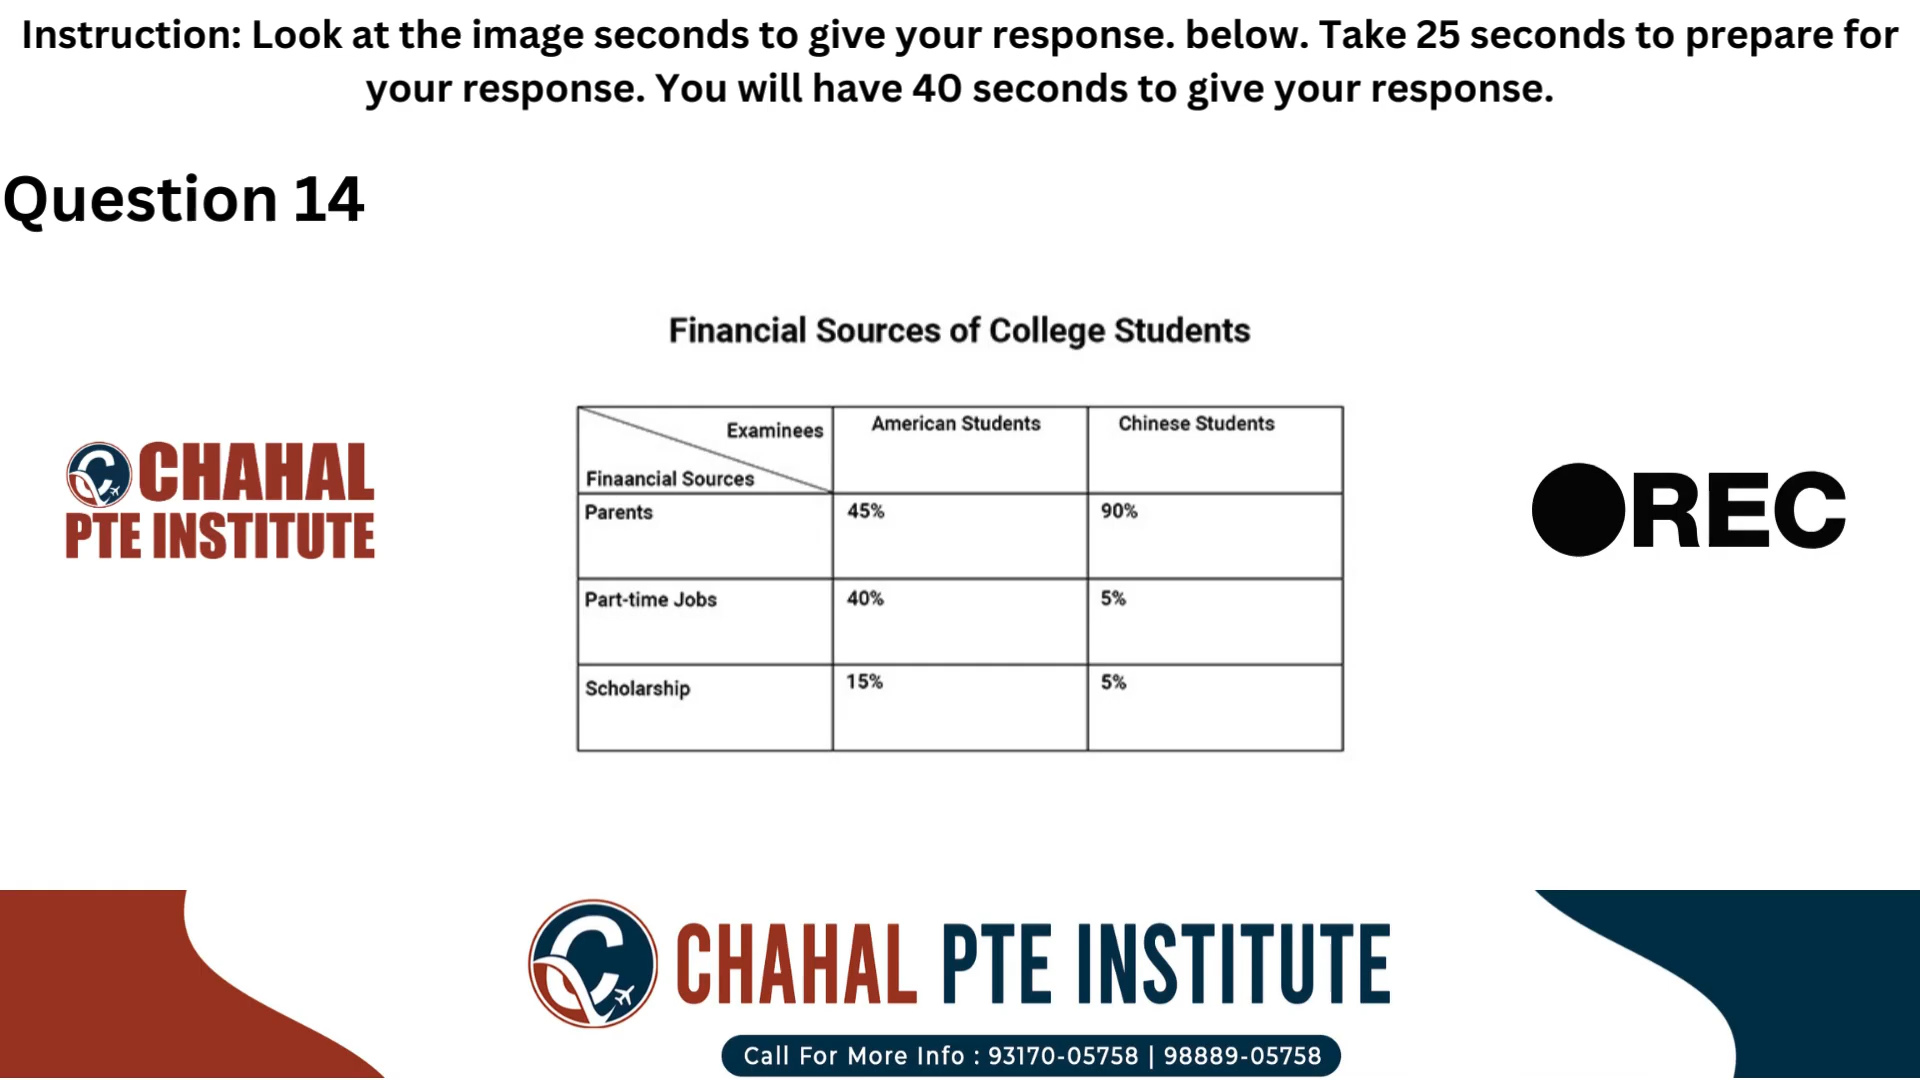 Instruction: Look at the image seconds to give your response. below. Take 25 seconds to prepare for
your response. You will have 40 seconds to give your response.
Question 14
Financial Sources of College Students
Examinees
Finaancial Sources
American Students
Chinese Students
Parents
45%
90%
Part-time Jobs
40%
5%
Scholarship
15%
5%
CHAHAL
PTE INSTITUTE
REC
CHAHAL PTE INSTITUTE
Call For More Info : 93170-05758 | 98889-05758